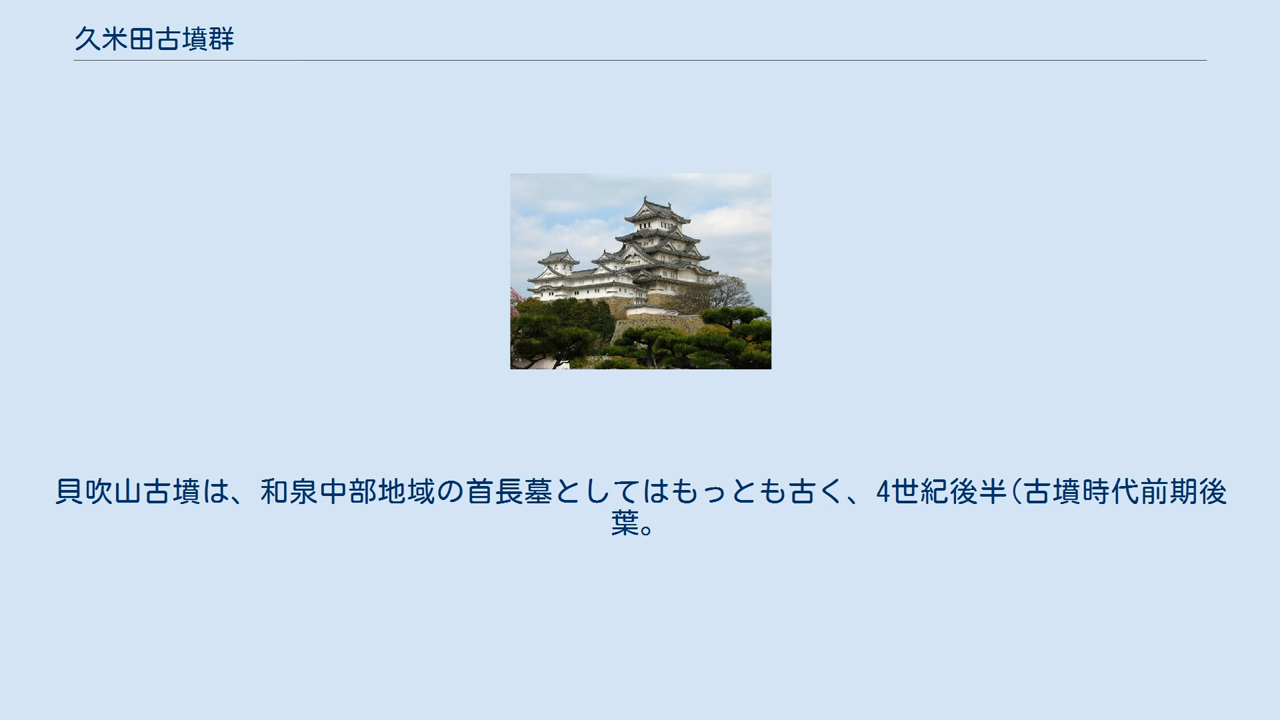 久米田古墳群
貝吹山古墳は、和泉中部地域の首長墓としてはもっとも古く、4世紀後半(古墳時代前期後
葉。